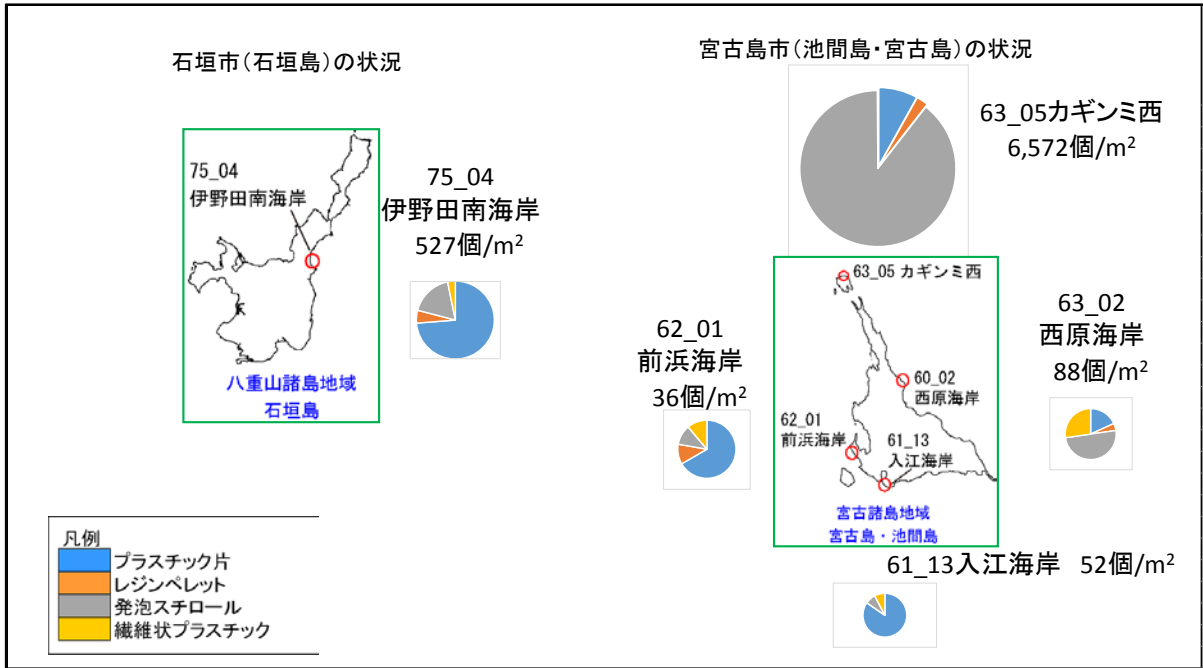 石垣市(石垣島)の状況
75_04
伊野田南海岸
八重山諸島地域
石垣島
75_04
伊野田南海岸
527個/m²
宮古島市(池間島・宮古島)の状況
63_05カギンミ西
6,572個/m²
63_05 カギンミ西
60_02
西原海岸
62_01
前浜海岸
61_13
入江海岸
宮古諸島地域
宮古島・池間島
62_01
前浜海岸
36個/m²
63_02
西原海岸
88個/m²
61_13入江海岸 52個/m²
凡例
プラスチック片
レジンペレット
発泡スチロール
繊維状プラスチック